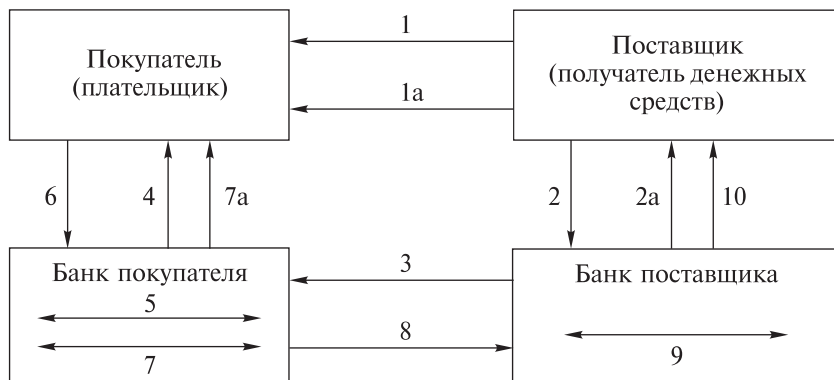 1
Покупатель
(плательщик)
Поставщик
(получатель денежных
средств)
1а
6
4
7а
2
2а
10
Банк покупателя
3
Банк поставщика
5
7
8
9